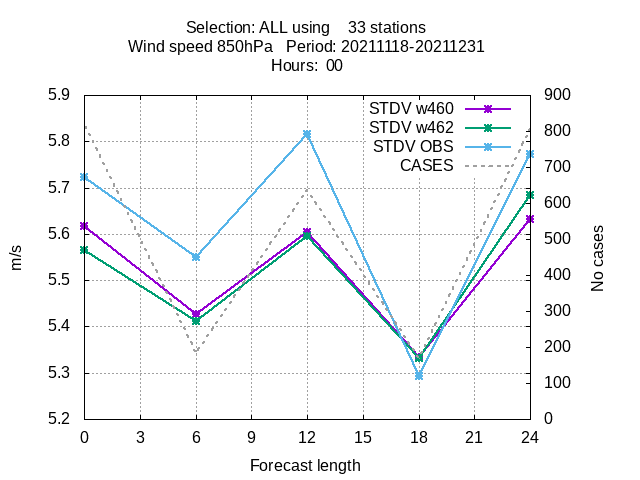 Selection: ALL using    33 stations
Wind speed 850hPa   Period: 20211118-20211231
Hours:  00
STDV w460
STDV w462
STDV OBS
CASES
5.9
5.8
5.7
5.6
5.5
5.4
5.3
5.2
m/s
900
800
700
600
500
400
300
200
100
0
No cases
0 3 6 9 12 15 18 21 24
Forecast length